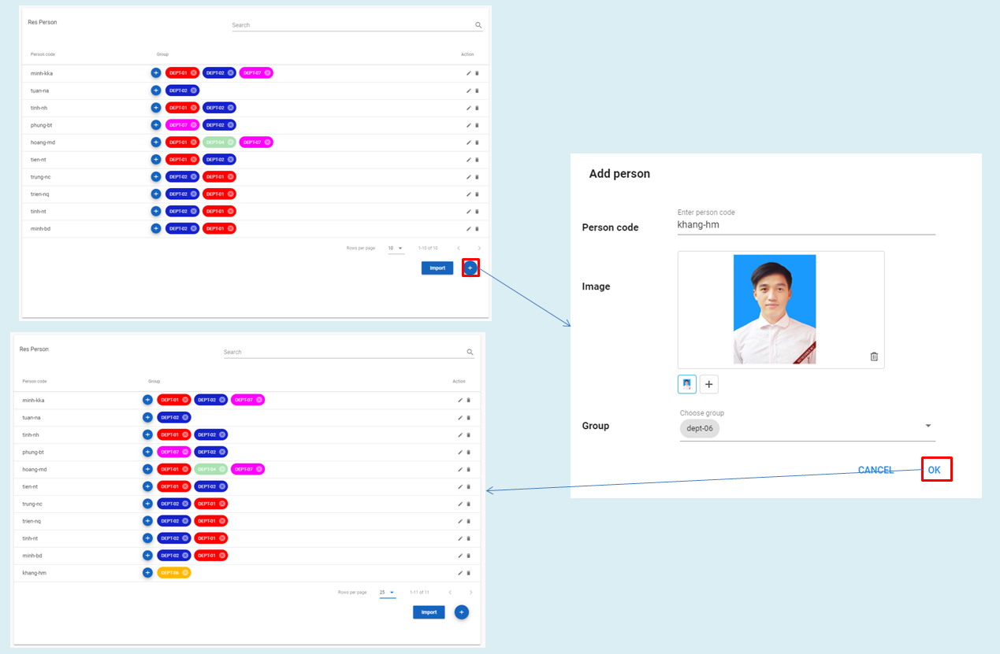 Res Person
Search
Person code Group Action
minh-kka + DEPT-01 DEPT-02 DEPT-07
tuan-na + DEPT-02
tinh-nh + DEPT-01 DEPT-02
phung-bt + DEPT-07 DEPT-02
hoang-md + DEPT-01 DEPT-04 DEPT-07
tien-nt + DEPT-01 DEPT-02
trung-nc + DEPT-02 DEPT-01
trien-nq + DEPT-02 DEPT-01
tinh-nt + DEPT-02 DEPT-01
minh-bd + DEPT-02 DEPT-01
Rows per page: 10 1-10 of 10
Import +
Add person
Person code
Enter person code
khang-hm
Image
+
Group
Choose group
dept-06
CANCEL OK
Res Person
Search
Person code Group Action
minh-kka + DEPT-01 DEPT-02 DEPT-07
tuan-na + DEPT-02
tinh-nh + DEPT-01 DEPT-02
phung-bt + DEPT-07 DEPT-02
hoang-md + DEPT-01 DEPT-04 DEPT-07
tien-nt + DEPT-01 DEPT-02
trung-nc + DEPT-02 DEPT-01
trien-nq + DEPT-02 DEPT-01
tinh-nt + DEPT-02 DEPT-01
minh-bd + DEPT-02 DEPT-01
khang-hm + DEPT-06
Rows per page: 25 1-11 of 11
Import +